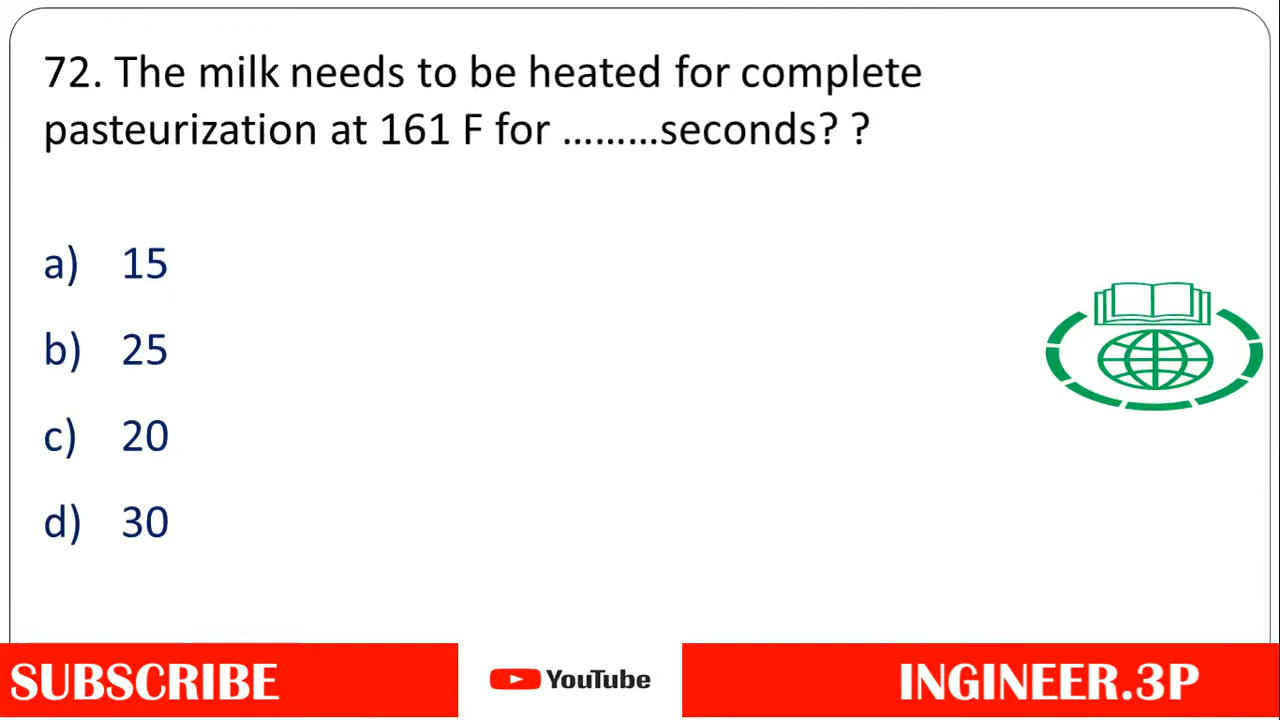 72. The milk needs to be heated for complete
pasteurization at 161 F for ………seconds? ?
a) 15
b) 25
c) 20
d) 30
SUBSCRIBE
YouTube
INGINEER.3P